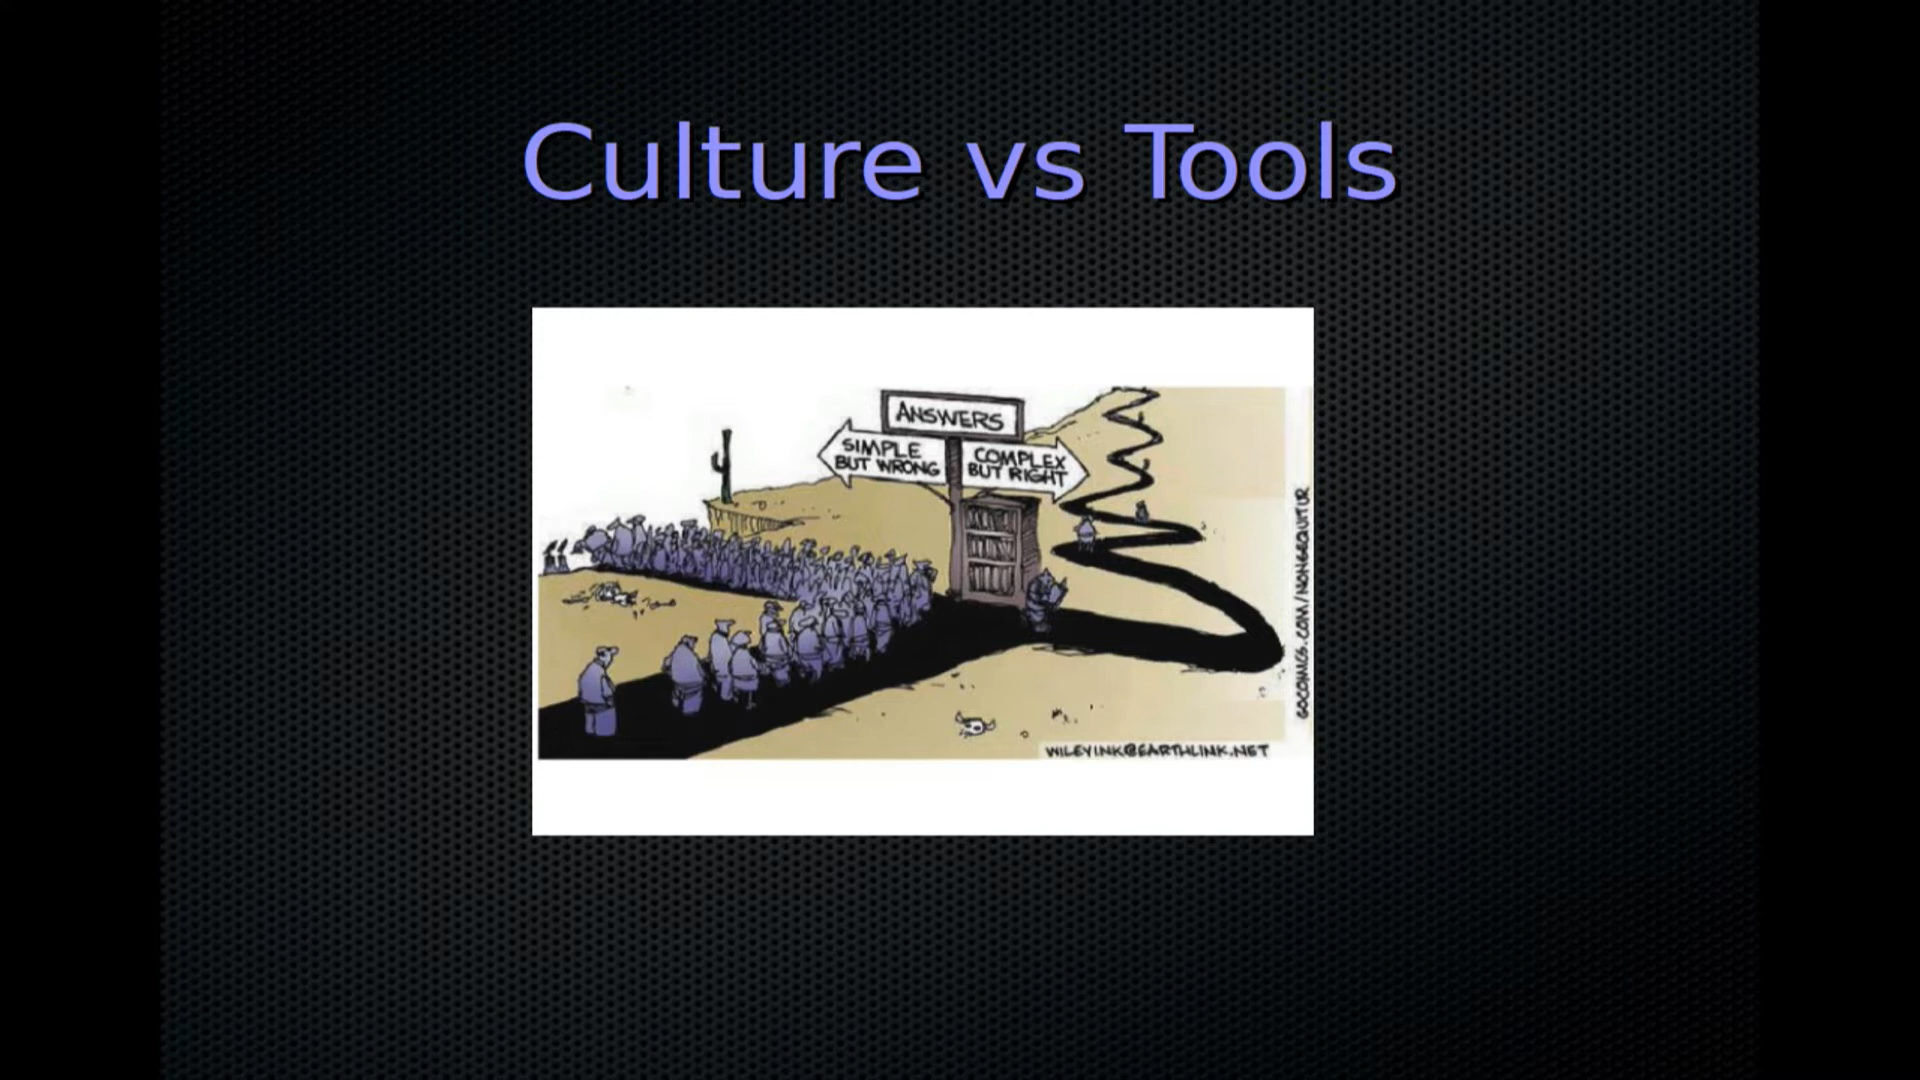 Culture vs Tools
ANSWERS
SIMPLE
BUT WRONG
COMPLEX
BUT RIGHT
GOCOMICS.COM/NONSEQUITUR
WILEYINK@EARTHLINK.NET